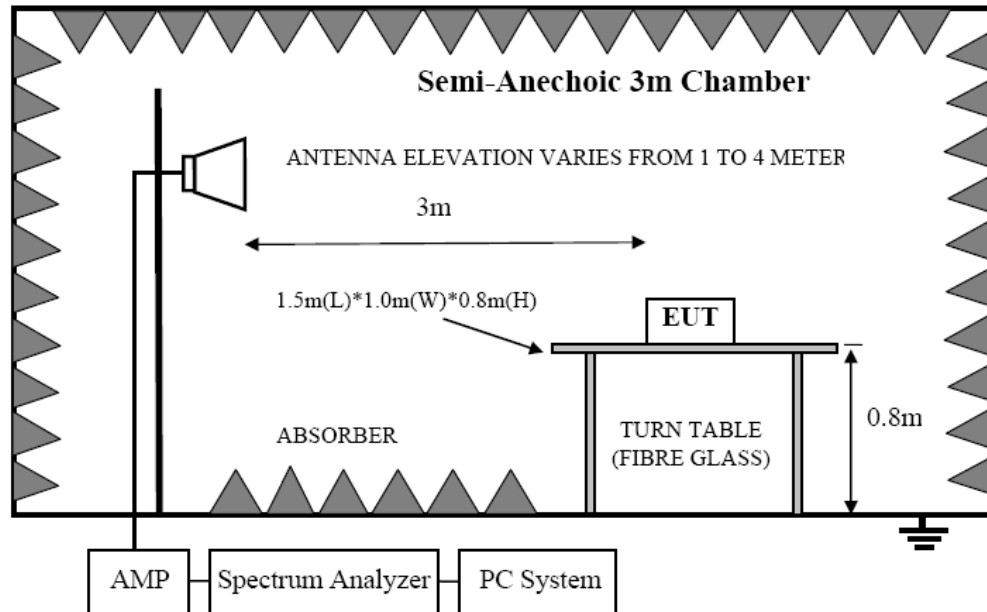 Semi-Anechoic 3m Chamber
ANTENNA ELEVATION VARIES FROM 1 TO 4 METER
3m
1.5m(L)*1.0m(W)*0.8m(H)
EUT
0.8m
ABSORBER
TURN TABLE
(FIBRE GLASS)
AMP
Spectrum Analyzer
PC System